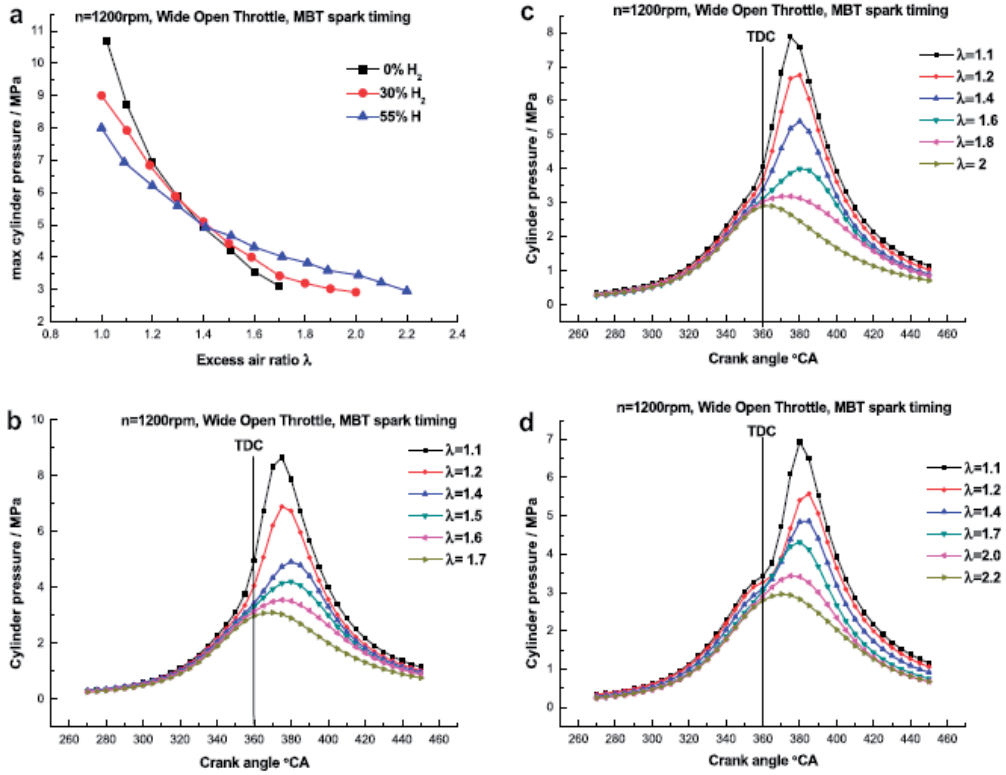 a
n=1200rpm, Wide Open Throttle, MBT spark timing
max cylinder pressure / MPa
11
10
9
8
7
6
5
4
3
2
0% H2
30% H2
55% H
0.8 1.0 1.2 1.4 1.6 1.8 2.0 2.2 2.4
Excess air ratio λ
c
n=1200rpm, Wide Open Throttle, MBT spark timing
TDC
Cylinder pressure / MPa
8
7
6
5
4
3
2
1
0
λ=1.1
λ=1.2
λ=1.4
λ= 1.6
λ=1.8
λ= 2
260 280 300 320 340 360 380 400 420 440 460
Crank angle °CA
b
n=1200rpm, Wide Open Throttle, MBT spark timing
TDC
Cylinder pressure / MPa
10
8
6
4
2
0
λ=1.1
λ=1.2
λ=1.4
λ=1.5
λ=1.6
λ= 1.7
260 280 300 320 340 360 380 400 420 440 460
Crank angle °CA
d
n=1200rpm, Wide Open Throttle, MBT spark timing
TDC
Cylinder pressure / MPa
7
6
5
4
3
2
1
0
λ=1.1
λ=1.2
λ=1.4
λ=1.7
λ=2.0
λ=2.2
260 280 300 320 340 360 380 400 420 440 460
Crank angle °CA